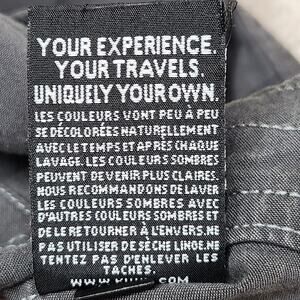 YOUR EXPERIENCE.
YOUR TRAVELS.
UNIQUELY YOUR OWN.
LES COULEURS VONT PEU À PEU
SE DÉCOLORÉES NATURELLEMENT
AVEC LE TEMPS ET APRÈS CHAQUE
LAVAGE. LES COULEURS SOMBRES
PEUVENT DEVENIR PLUS CLAIRES.
NOUS RECOMMANDONS DE LAVER
LES COULEURS SOMBRES AVEC
D'AUTRES COULEURS SOMBRES ET
DE LE RETOURNER À L'ENVERS. NE
PAS UTILISER DE SÈCHE LINGE. NE
TENTEZ PAS D'ENLEVER LES
TACHES.